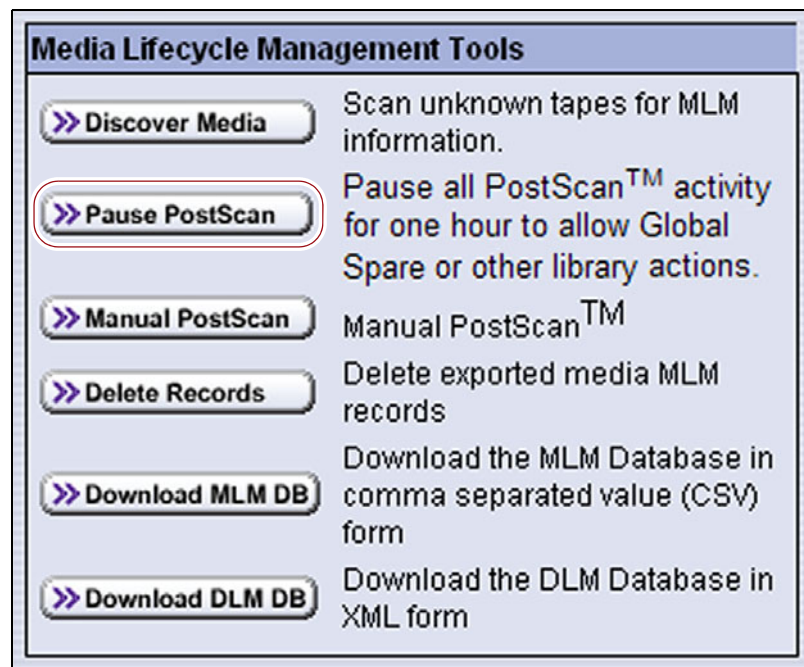 Media Lifecycle Management Tools
>> Discover Media
Scan unknown tapes for MLM
information.
>> Pause PostScan
Pause all PostScan™ activity
for one hour to allow Global
Spare or other library actions.
>> Manual PostScan
Manual PostScan™
>> Delete Records
Delete exported media MLM
records
>> Download MLM DB
Download the MLM Database in
comma separated value (CSV)
form
>> Download DLM DB
Download the DLM Database in
XML form